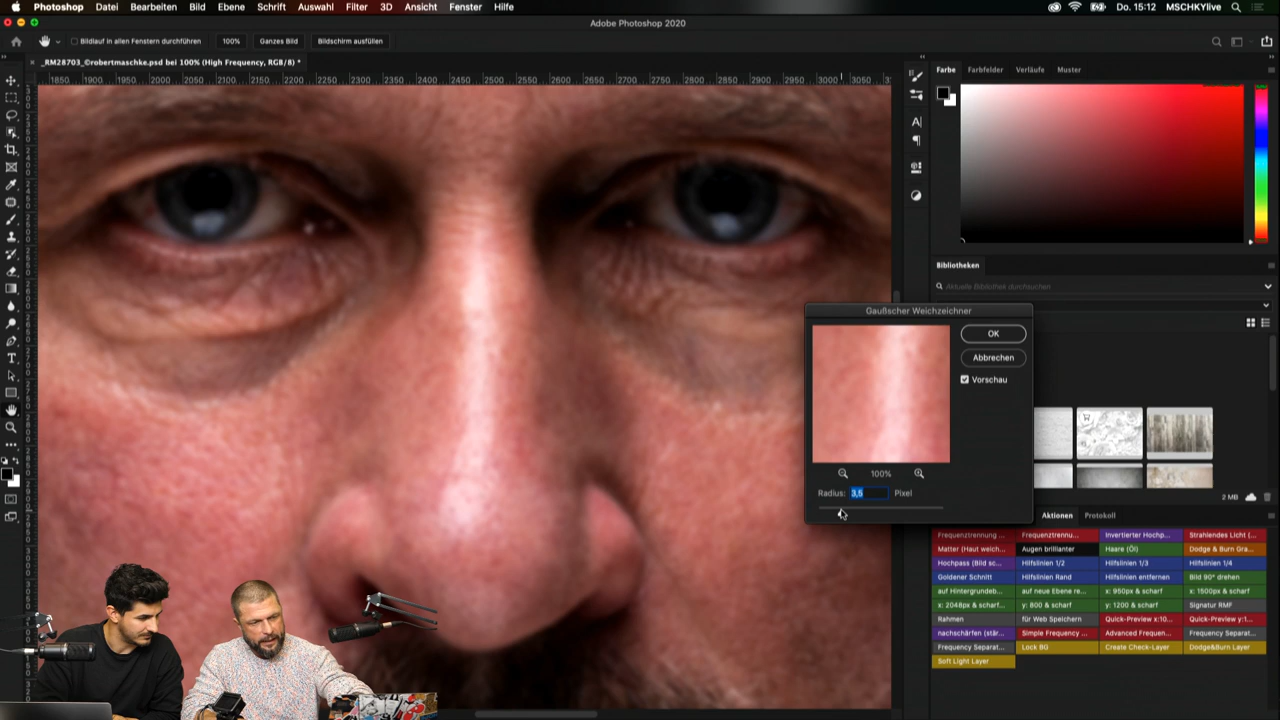 Photoshop Datei Bearbeiten Bild Ebene Schrift Auswahl Filter 3D Ansicht Fenster Hilfe Do. 15:12 MSCHKYlive
Adobe Photoshop 2020
Bildlauf in allen Fenstern durchführen 100% Ganzes Bild Bildschirm ausfüllen
_RM28703_©robertmaschke.psd bei 100% (High Frequency, RGB/8) *
1850 1900 1950 2000 2050 2100 2150 2200 2250 2300 2350 2400 2450 2500 2550 2600 2650 2700 2750 2800 2850 2900 2950 3000 3050
Farbe Farbfelder Verläufe Muster
Bibliotheken
Aktuelle Bibliothek durchsuchen
Gaußscher Weichzeichner
OK
Abbrechen
Vorschau
100%
Radius: 3,5 Pixel
2 MB
Aktionen Protokoll
Frequenztrennung ... Frequenztrennu... Invertierter Hochp... Strahlendes Licht (...
Matter (Haut weich... Augen brillianter Haare (Öl) Dodge & Burn Gra...
Hochpass (Bild sc... Hilfslinien 1/2 Hilfslinien 1/3 Hilfslinien 1/4
Goldener Schnitt Hilfslinien Rand Hilfslinien entfernen Bild 90° drehen
auf Hintergrundeb... auf neue Ebene re... x: 950px & scharf x: 1500px & scharf
x: 2048px & scharf... y: 800 & scharf y: 1200 & scharf Signatur RMF
Rahmen für Web Speichern Quick-Preview x:10... Quick-Preview y:1...
nachschärfen (stär... Simple Frequency ... Advanced Frequen... Frequency Separat...
Frequency Separat... Lock BG Create Check-Layer Dodge&Burn Layer
Soft Light Layer